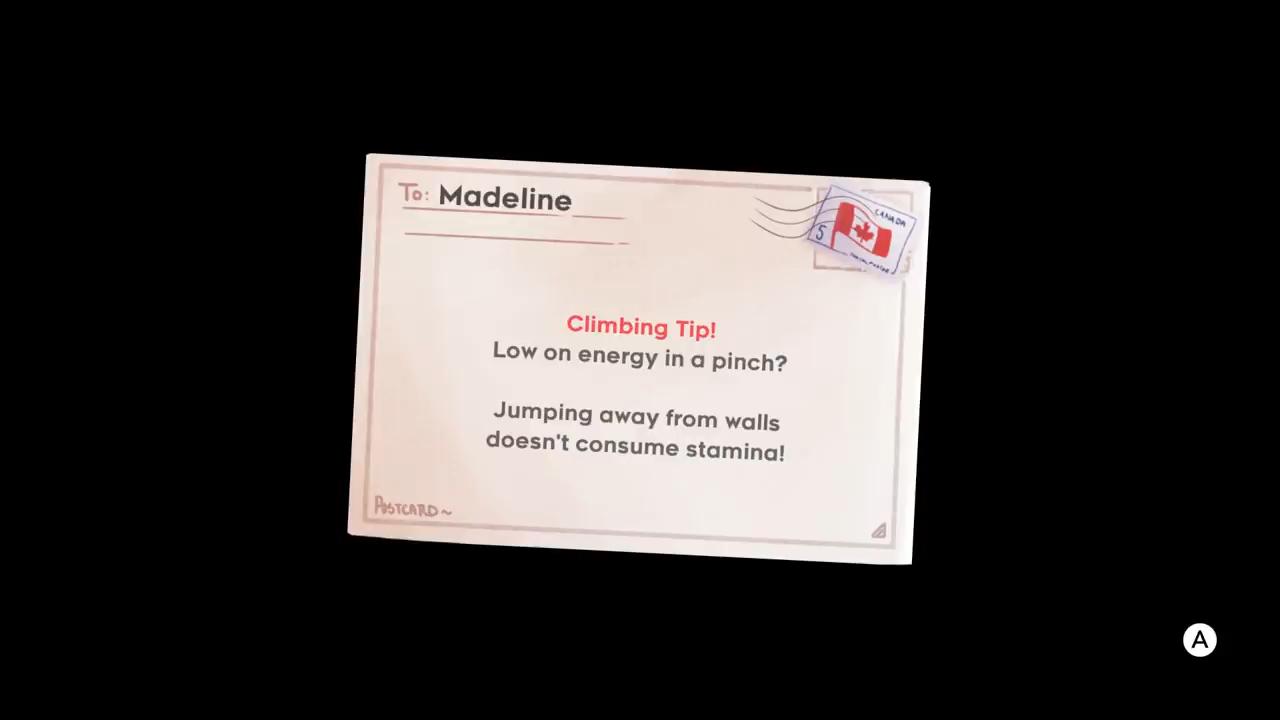 To: Madeline
CANADA
5
Climbing Tip!
Low on energy in a pinch?
Jumping away from walls
doesn't consume stamina!
POSTCARD~
A